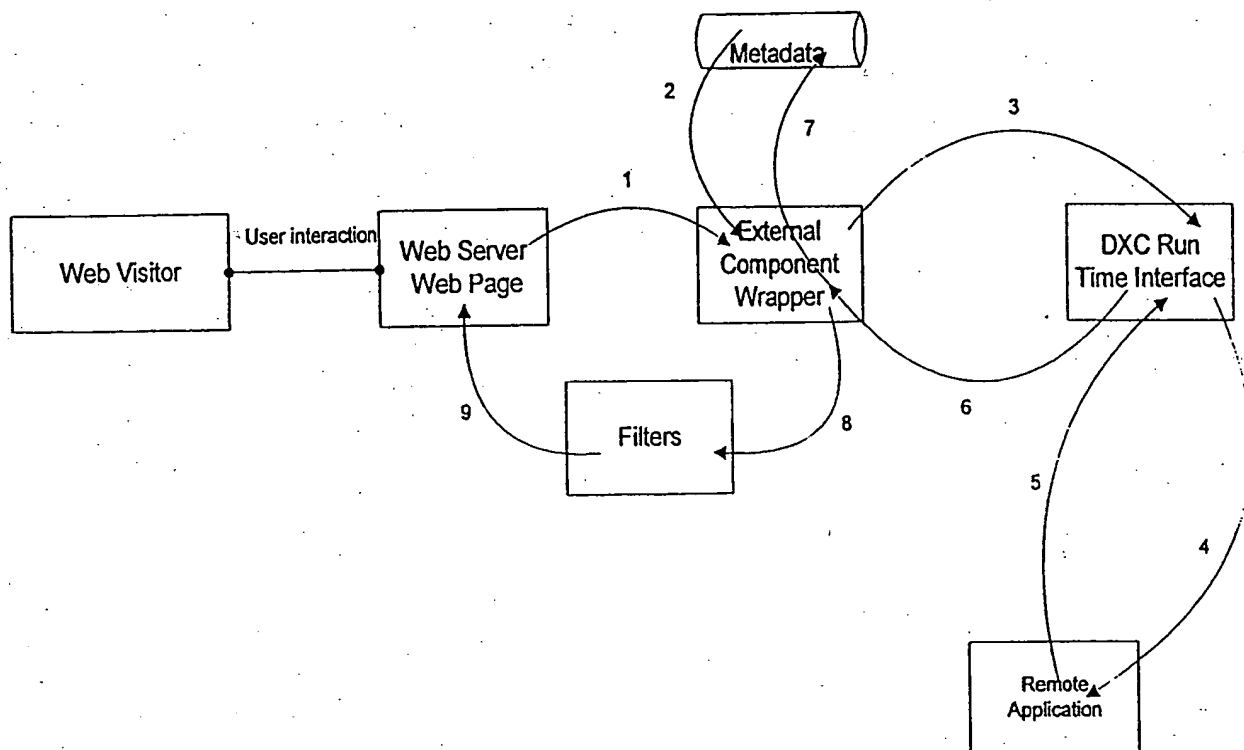 Metadata
2
7
3
1
User interaction
Web Visitor
Web Server
Web Page
External
Component
Wrapper
DXC Run
Time Interface
9
Filters
8
6
5
4
Remote
Application